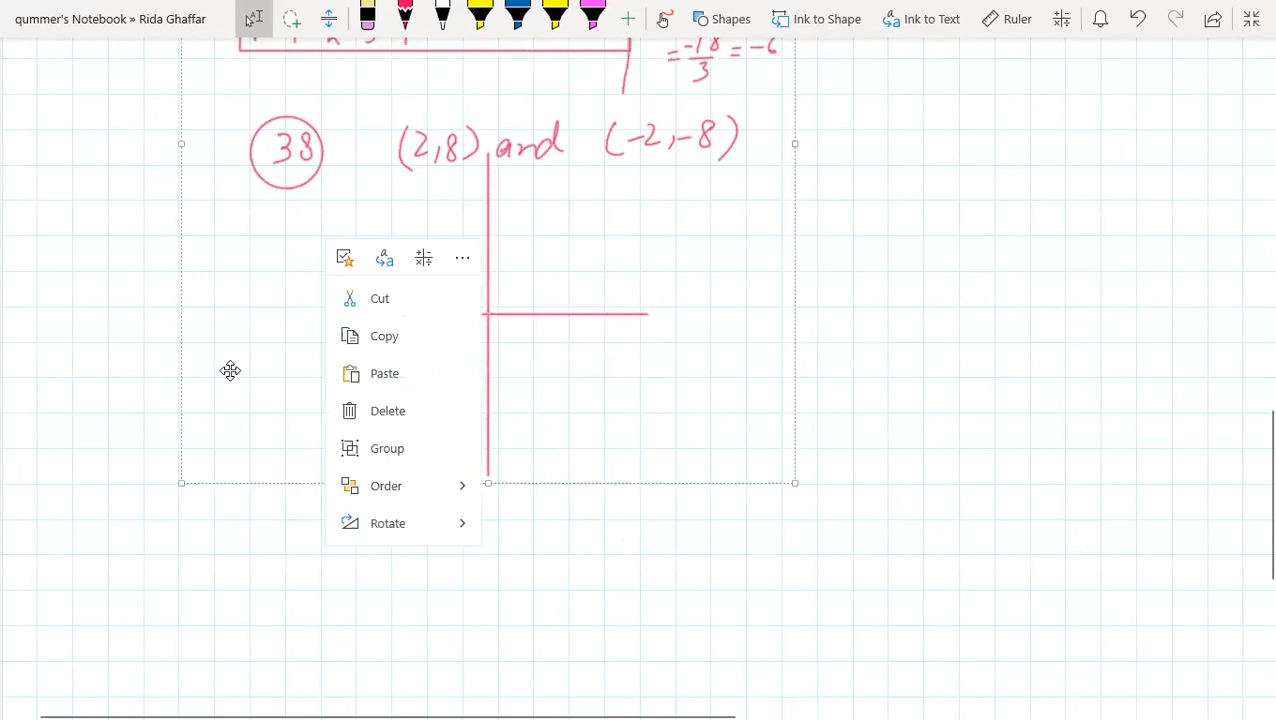 qummer's Notebook » Rida Ghaffar
Shapes
Ink to Shape
Ink to Text
Ruler
= -18/3 = -6
38 (2,8) and (-2,-8)
Cut
Copy
Paste
Delete
Group
Order
Rotate